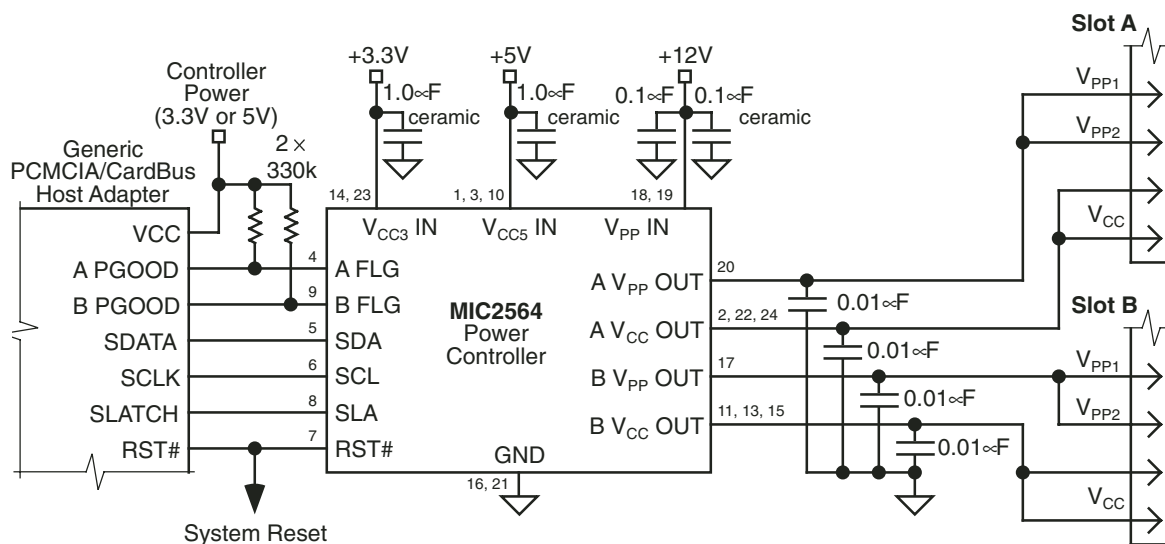 Slot A
+3.3V
+5V
+12V
Controller
Power
(3.3V or 5V)
1.0∝F
ceramic
1.0∝F
ceramic
0.1∝F
0.1∝F
ceramic
VPP1
VPP2
VCC
Generic
PCMCIA/CardBus
Host Adapter
2 ×
330k
14, 23
1, 3, 10
18, 19
VCC3 IN
VCC5 IN
VPP IN
VCC
A PGOOD
4
A FLG
B PGOOD
9
B FLG
SDATA
5
SDA
SCLK
6
SCL
SLATCH
8
SLA
RST#
7
RST#
MIC2564
Power
Controller
GND
16, 21
A VPP OUT
20
A VCC OUT
2, 22, 24
B VPP OUT
17
B VCC OUT
11, 13, 15
0.01∝F
0.01∝F
0.01∝F
0.01∝F
Slot B
VPP1
VPP2
VCC
System Reset